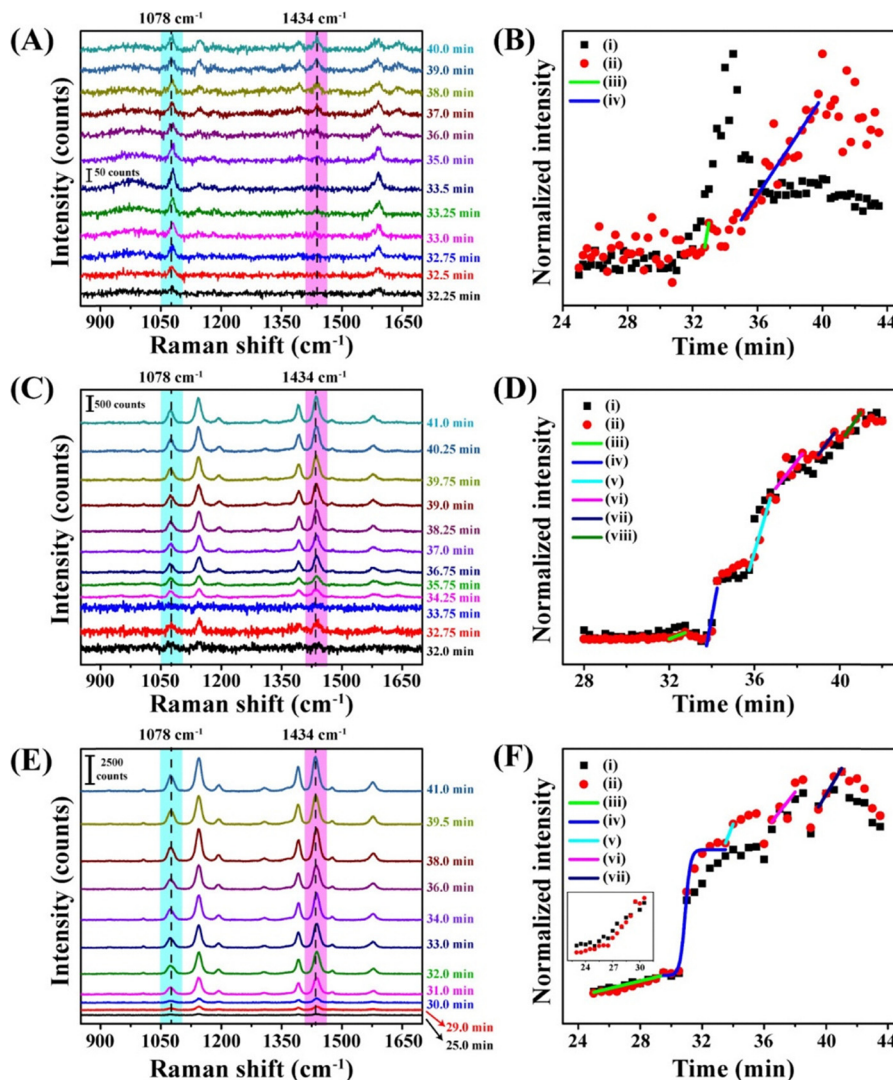 1078 cm⁻¹ 1434 cm⁻¹
(A)
40.0 min
39.0 min
38.0 min
37.0 min
36.0 min
35.0 min
50 counts
33.5 min
33.25 min
33.0 min
32.75 min
32.5 min
32.25 min
Intensity (counts)
850 1050 1200 1350 1500 1650
Raman shift (cm⁻¹)
(B)
(i)
(ii)
(iii)
(iv)
Normalized intensity
24 28 32 36 40 44
Time (min)
1078 cm⁻¹ 1434 cm⁻¹
(C)
500 counts
41.0 min
40.25 min
39.75 min
39.0 min
38.25 min
37.0 min
36.75 min
35.75 min
34.25 min
33.75 min
32.75 min
32.0 min
Intensity (counts)
900 1050 1200 1350 1500 1650
Raman shift (cm⁻¹)
(D)
(i)
(ii)
(iii)
(iv)
(v)
(vi)
(vii)
(viii)
Normalized intensity
28 32 36 40
Time (min)
1078 cm⁻¹ 1434 cm⁻¹
(E)
2500
counts
41.0 min
39.5 min
38.0 min
36.0 min
34.0 min
33.0 min
32.0 min
31.0 min
30.0 min
29.0 min
25.0 min
Intensity (counts)
900 1050 1200 1350 1500 1650
Raman shift (cm⁻¹)
(F)
(i)
(ii)
(iii)
(iv)
(v)
(vi)
(vii)
24 27 30
Normalized intensity
24 28 32 36 40 44
Time (min)